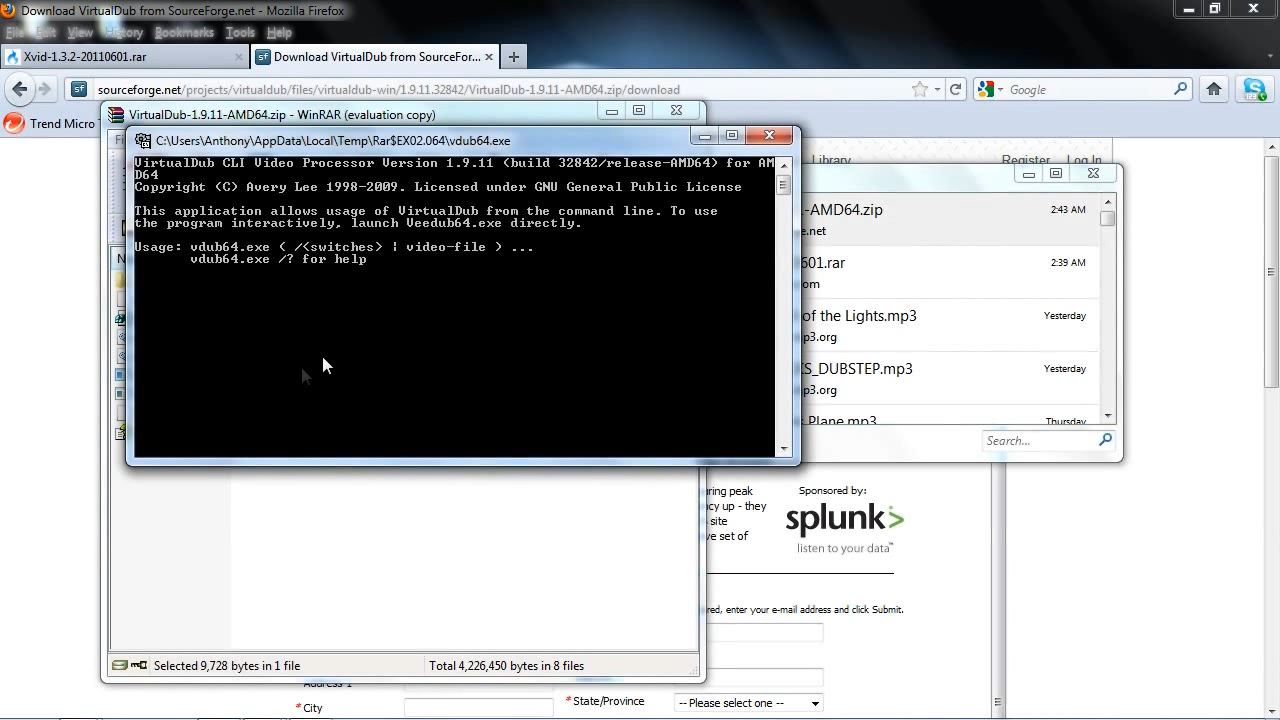 Download VirtualDub from SourceForge.net - Mozilla Firefox
File Edit View History Bookmarks Tools Help
Xvid-1.3.2-20110601.rar
Download VirtualDub from SourceFor...
sourceforge.net/projects/virtualdub/files/virtualdub-win/1.9.11.32842/VirtualDub-1.9.11-AMD64.zip/download
Google
Trend Micro
VirtualDub-1.9.11-AMD64.zip - WinRAR (evaluation copy)
C:\Users\Anthony\AppData\Local\Temp\Rar$EX02.064\vdub64.exe
VirtualDub CLI Video Processor Version 1.9.11 (build 32842/release-AMD64) for AM
D64
Copyright (C) Avery Lee 1998-2009. Licensed under GNU General Public License
This application allows usage of VirtualDub from the command line. To use
the program interactively, launch Veedub64.exe directly.
Usage: vdub64.exe ( /<switches> | video-file ) ...
vdub64.exe /? for help
Library
Register
Log In
1-AMD64.zip
2:43 AM
e.net
601.rar
2:39 AM
om
of the Lights.mp3
Yesterday
p3.org
KS_DUBSTEP.mp3
Yesterday
p3.org
Plane.mp3
Thursday
Search...
uring peak
ncy up - they
site
ve set of
Sponsored by:
splunk>
listen to your data™
red, enter your e-mail address and click Submit.
Selected 9,728 bytes in 1 file
Total 4,226,450 bytes in 8 files
Address 1
* City
* State/Province
-- Please select one --